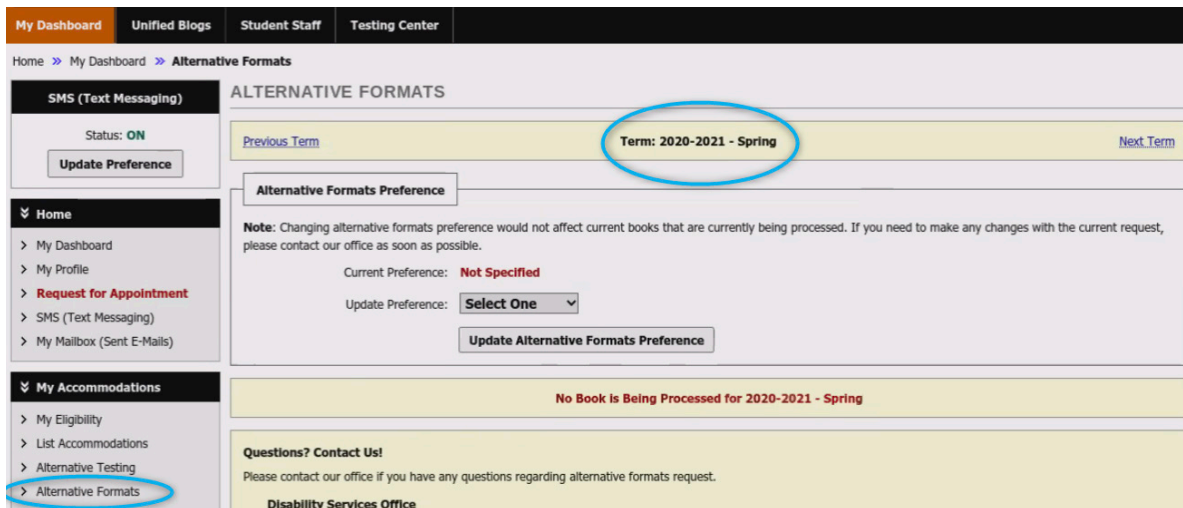 My Dashboard Unified Blogs Student Staff Testing Center
Home » My Dashboard » Alternative Formats
SMS (Text Messaging)
Status: ON
Update Preference
Home
My Dashboard
My Profile
Request for Appointment
SMS (Text Messaging)
My Mailbox (Sent E-Mails)
My Accommodations
My Eligibility
List Accommodations
Alternative Testing
Alternative Formats
ALTERNATIVE FORMATS
Previous Term Term: 2020-2021 - Spring Next Term
Alternative Formats Preference
Note: Changing alternative formats preference would not affect current books that are currently being processed. If you need to make any changes with the current request,
please contact our office as soon as possible.
Current Preference: Not Specified
Update Preference: Select One
Update Alternative Formats Preference
No Book is Being Processed for 2020-2021 - Spring
Questions? Contact Us!
Please contact our office if you have any questions regarding alternative formats request.
Disability Services Office